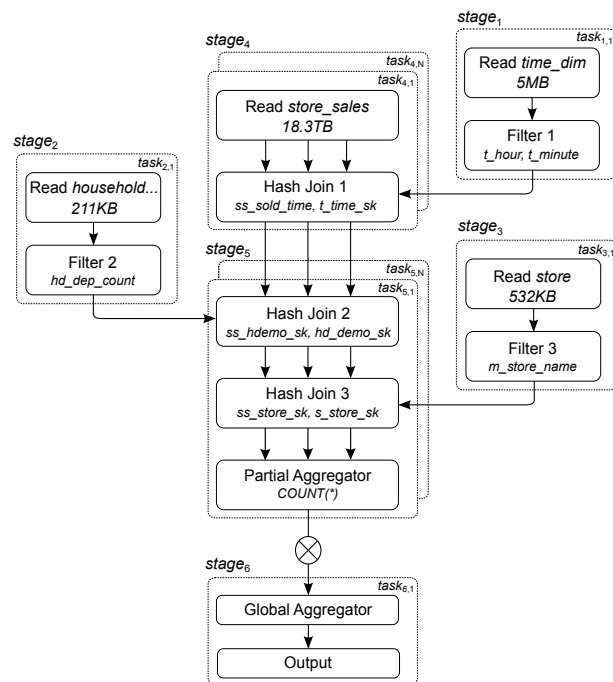 stage1
task1,1
Read time_dim
5MB
Filter 1
t_hour, t_minute
stage4
task4,N
task4,1
Read store_sales
18.3TB
Hash Join 1
ss_sold_time, t_time_sk
stage2
task2,1
Read household...
211KB
Filter 2
hd_dep_count
stage3
task3,1
Read store
532KB
Filter 3
m_store_name
stage5
task5,N
task5,1
Hash Join 2
ss_hdemo_sk, hd_demo_sk
Hash Join 3
ss_store_sk, s_store_sk
Partial Aggregator
COUNT(*)
stage6
task6,1
Global Aggregator
Output